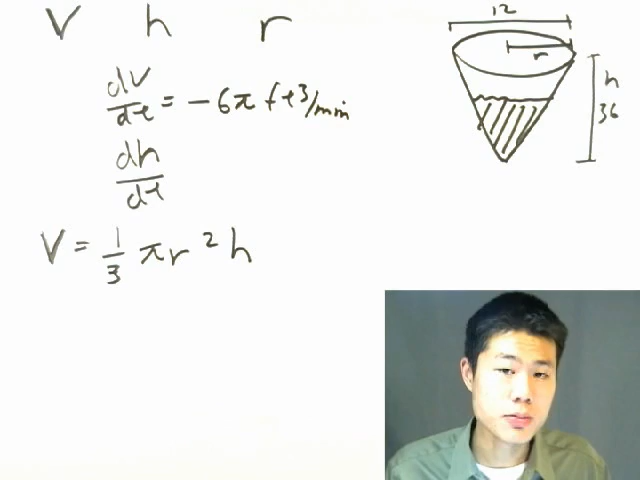 V h r
12
r
h
36
dV/dt = -6π ft3/min
dh/dt
V = 1/3 πr²h